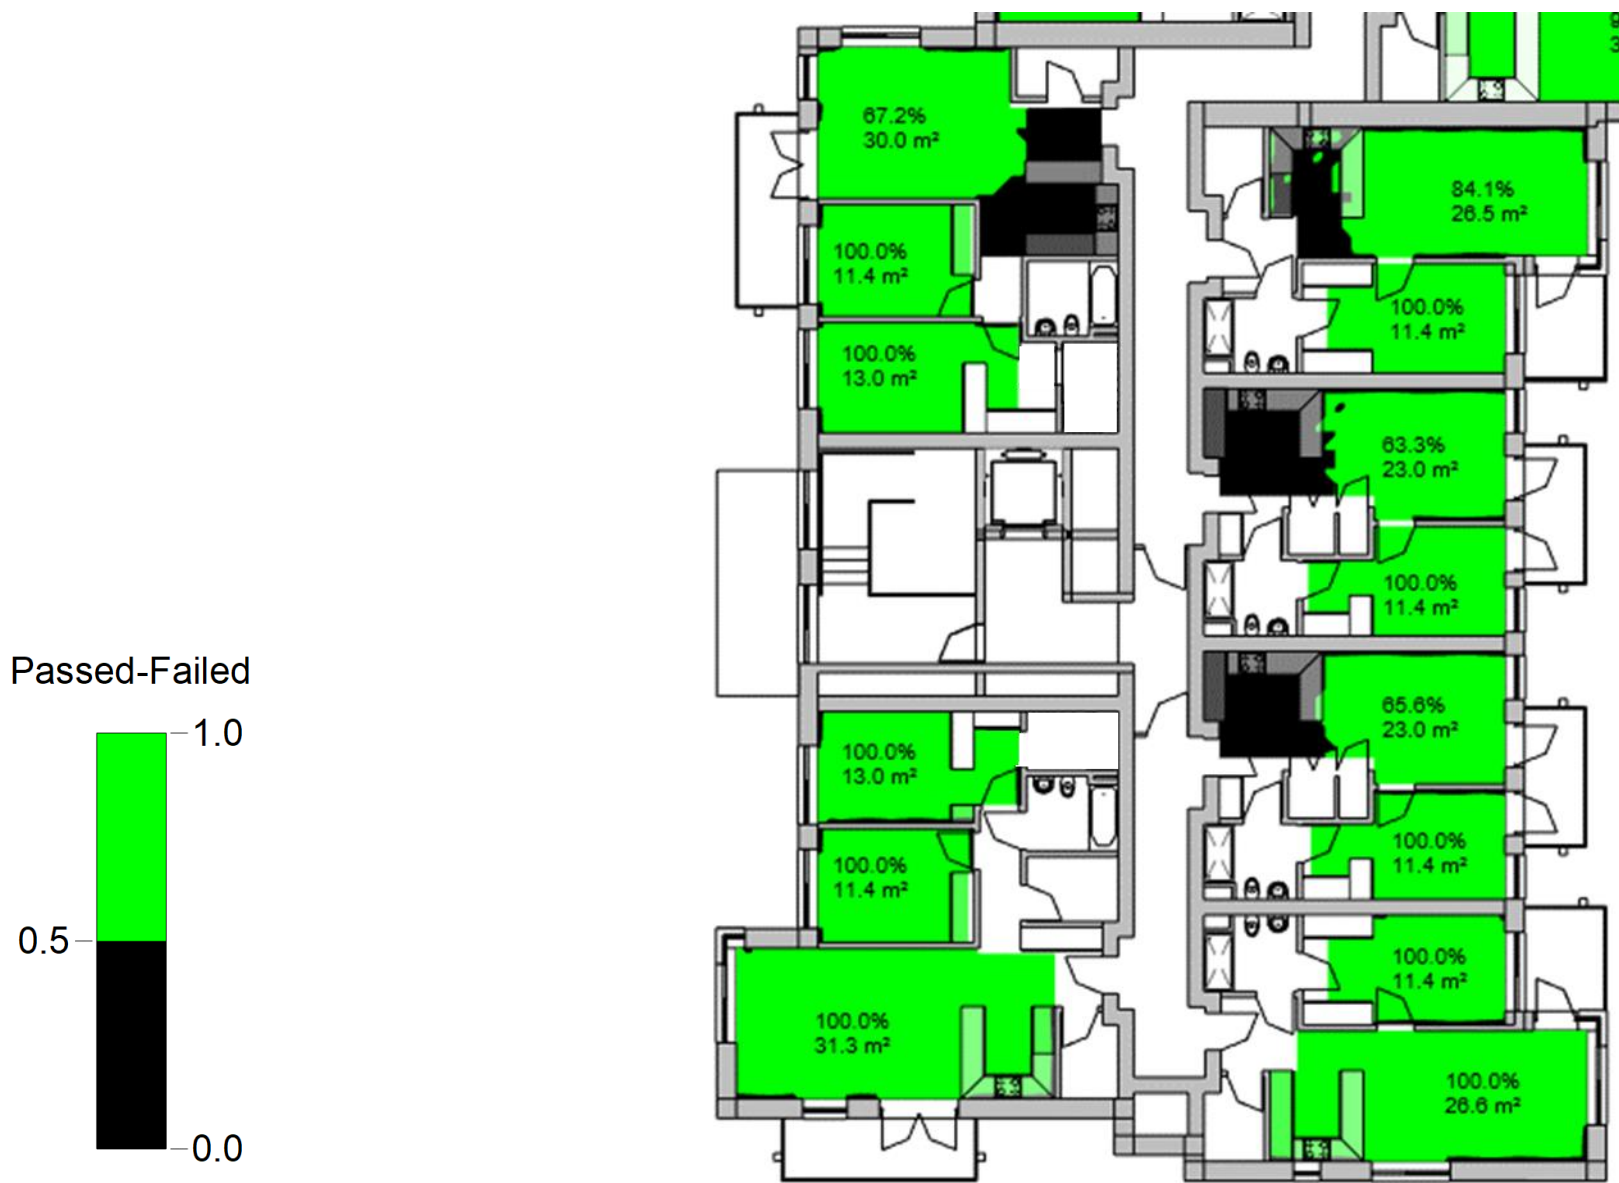 67.2%
30.0 m²
84.1%
26.5 m²
100.0%
11.4 m²
100.0%
11.4 m²
100.0%
13.0 m²
63.3%
23.0 m²
100.0%
11.4 m²
Passed-Failed
1.0
0.5
0.0
65.6%
23.0 m²
100.0%
13.0 m²
100.0%
11.4 m²
100.0%
11.4 m²
100.0%
11.4 m²
100.0%
31.3 m²
100.0%
26.6 m²